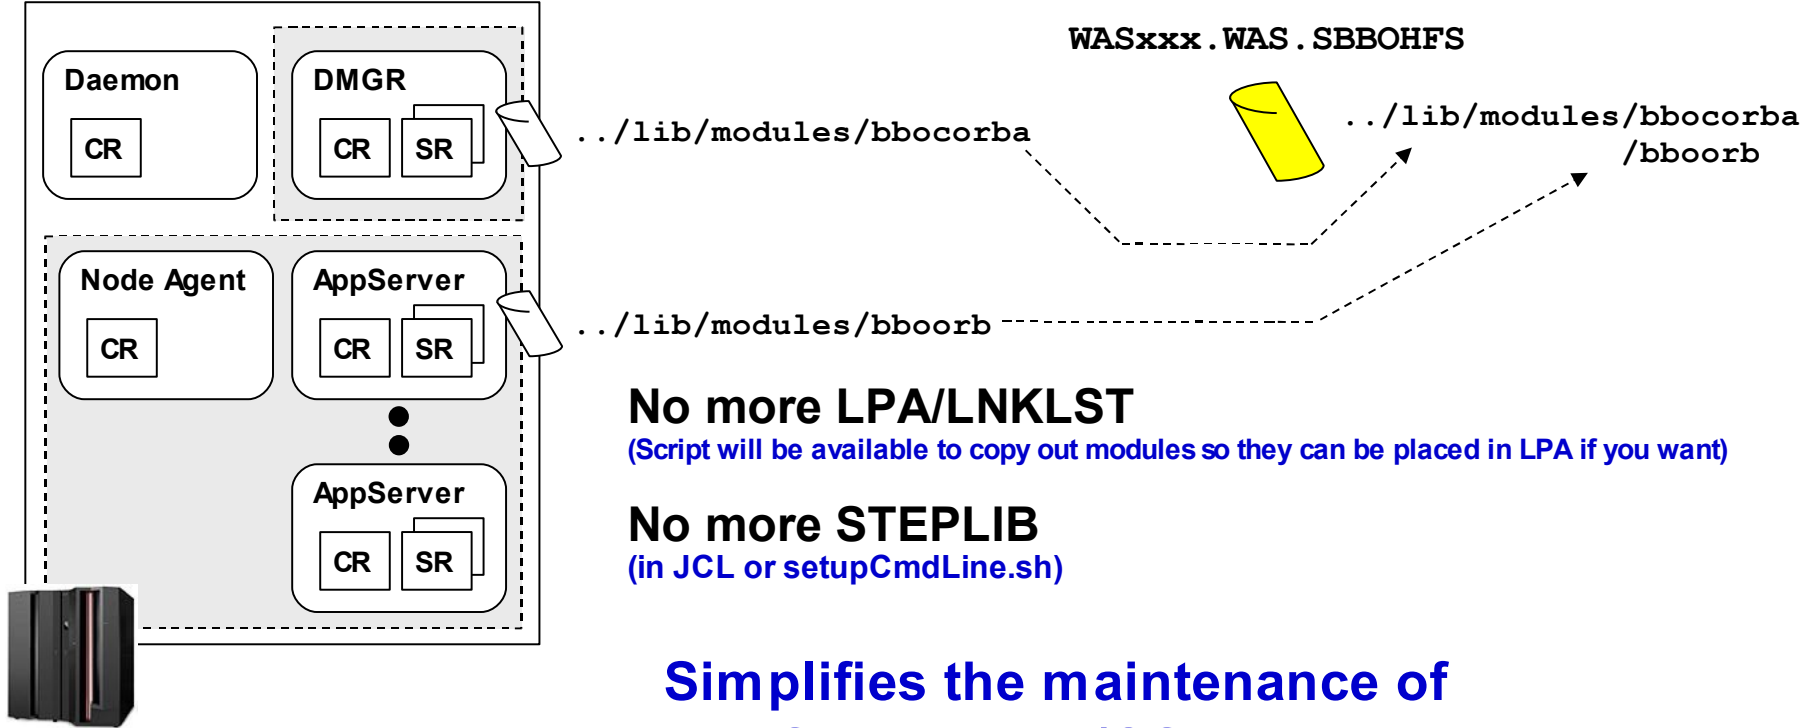 WASxxx.WAS.SBBOHFS
Daemon
CR
DMGR
CR
SR
../lib/modules/bbocorba
../lib/modules/bbocorba
/bboorb
Node Agent
CR
AppServer
CR
SR
../lib/modules/bboorb
No more LPA/LNKLST
(Script will be available to copy out modules so they can be placed in LPA if you want)
AppServer
CR
SR
No more STEPLIB
(in JCL or setupCmdLine.sh)
Simplifies the maintenance of